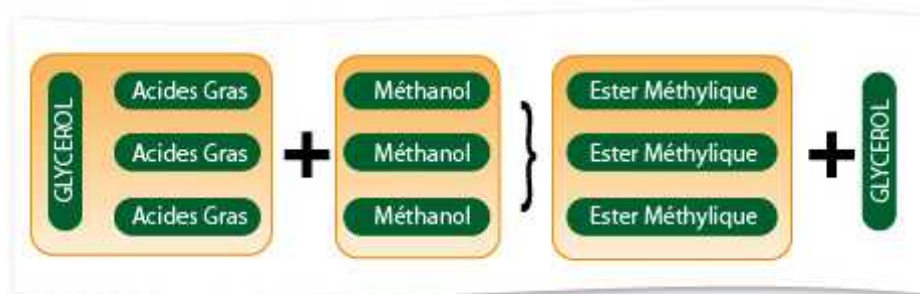 GLYCEROL
Acides Gras
Acides Gras
Acides Gras
+
Méthanol
Méthanol
Méthanol
}
Ester Méthylique
Ester Méthylique
Ester Méthylique
+
GLYCEROL